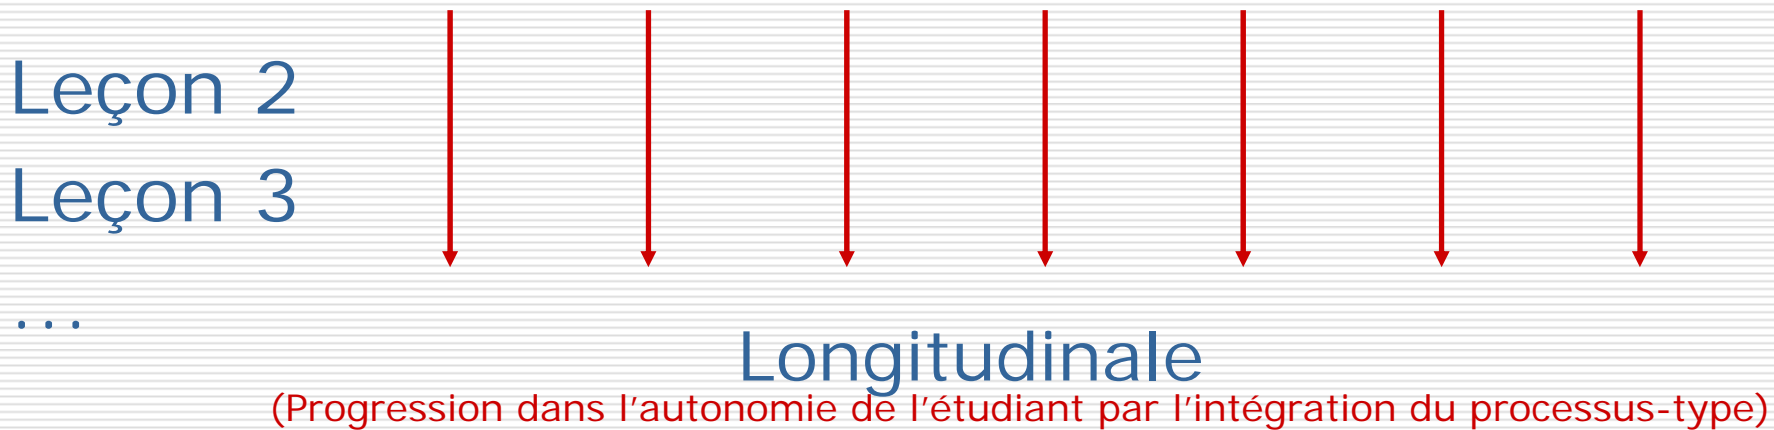 Leçon 2
Leçon 3
...
Longitudinale
(Progression dans l’autonomie de l’étudiant par l’intégration du processus-type)